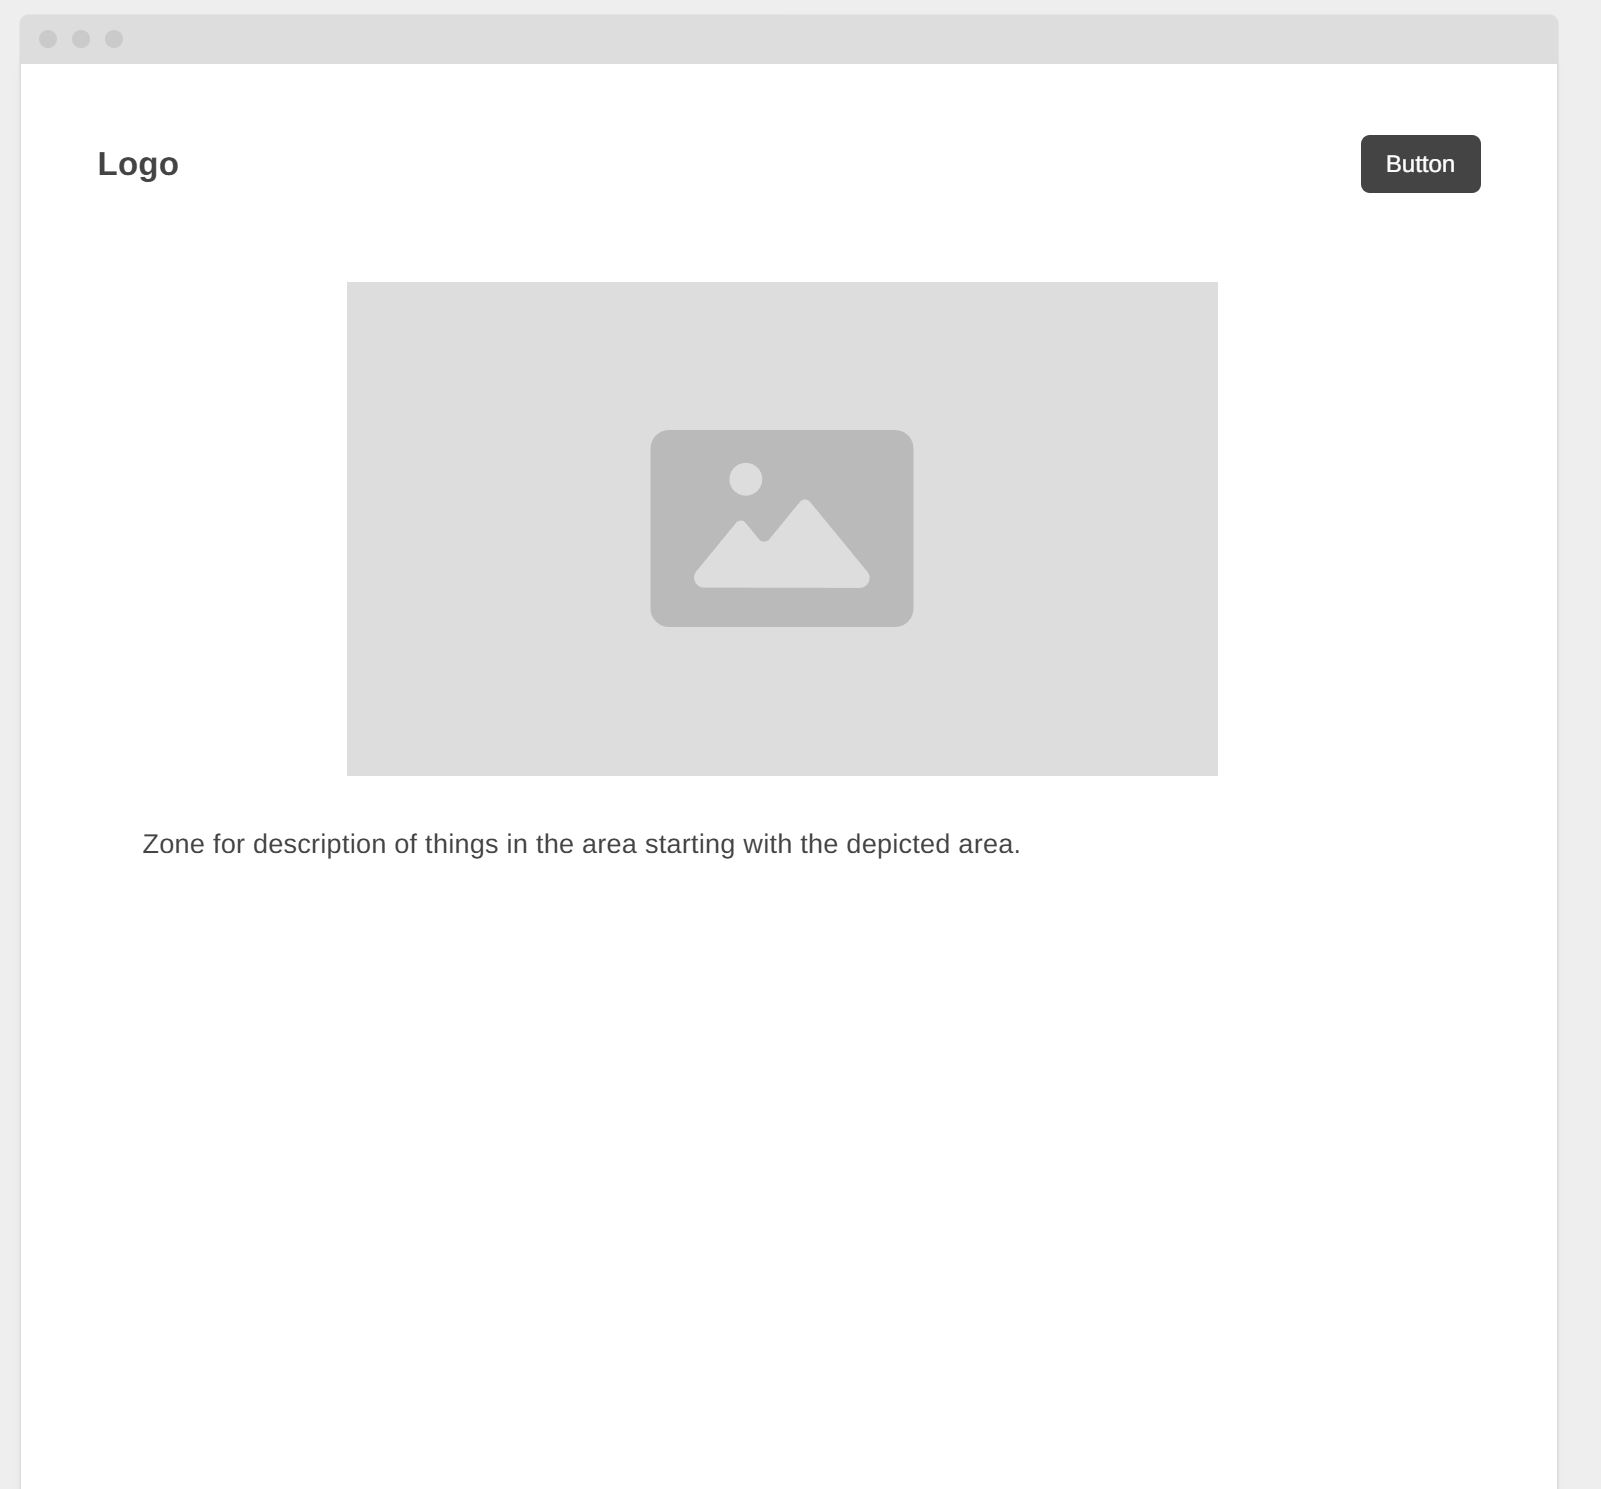 Logo
Button
Zone for description of things in the area starting with the depicted area.